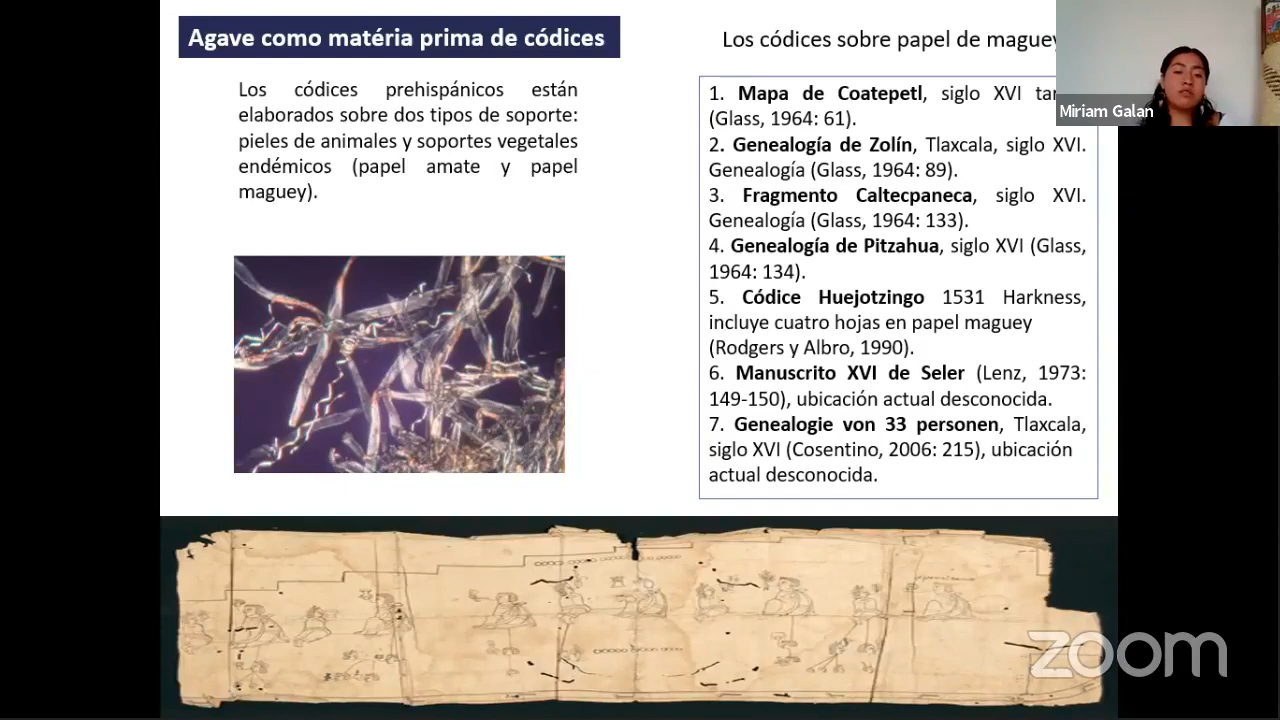 Agave como matéria prima de códices
Los códices prehispánicos están
elaborados sobre dos tipos de soporte:
pieles de animales y soportes vegetales
endémicos (papel amate y papel
maguey).
Los códices sobre papel de maguey
1. Mapa de Coatepetl, siglo XVI
(Glass, 1964: 61).
2. Genealogía de Zolín, Tlaxcala, siglo XVI.
Genealogía (Glass, 1964: 89).
3. Fragmento Caltecpaneca, siglo XVI.
Genealogía (Glass, 1964: 133).
4. Genealogía de Pitzahua, siglo XVI (Glass,
1964: 134).
5. Códice Huejotzingo 1531 Harkness,
incluye cuatro hojas en papel maguey
(Rodgers y Albro, 1990).
6. Manuscrito XVI de Seler (Lenz, 1973:
149-150), ubicación actual desconocida.
7. Genealogie von 33 personen, Tlaxcala,
siglo XVI (Cosentino, 2006: 215), ubicación
actual desconocida.
Miriam Galan
zoom